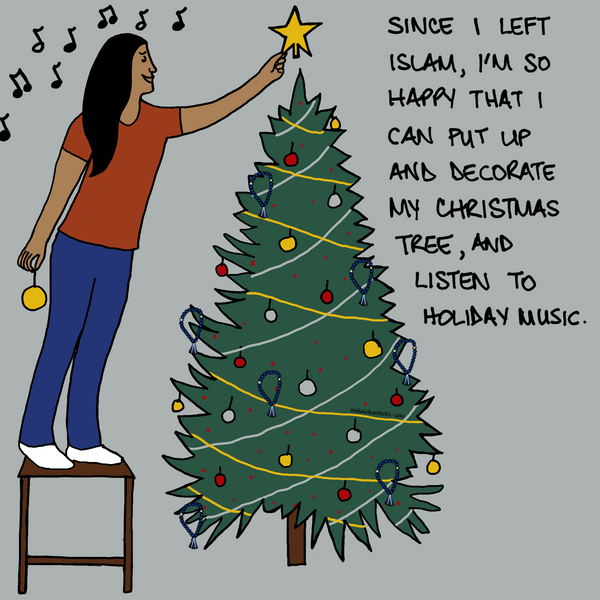 SINCE I LEFT
ISLAM, I'M SO
HAPPY THAT I
CAN PUT UP
AND DECORATE
MY CHRISTMAS
TREE, AND
LISTEN TO
HOLIDAY MUSIC.